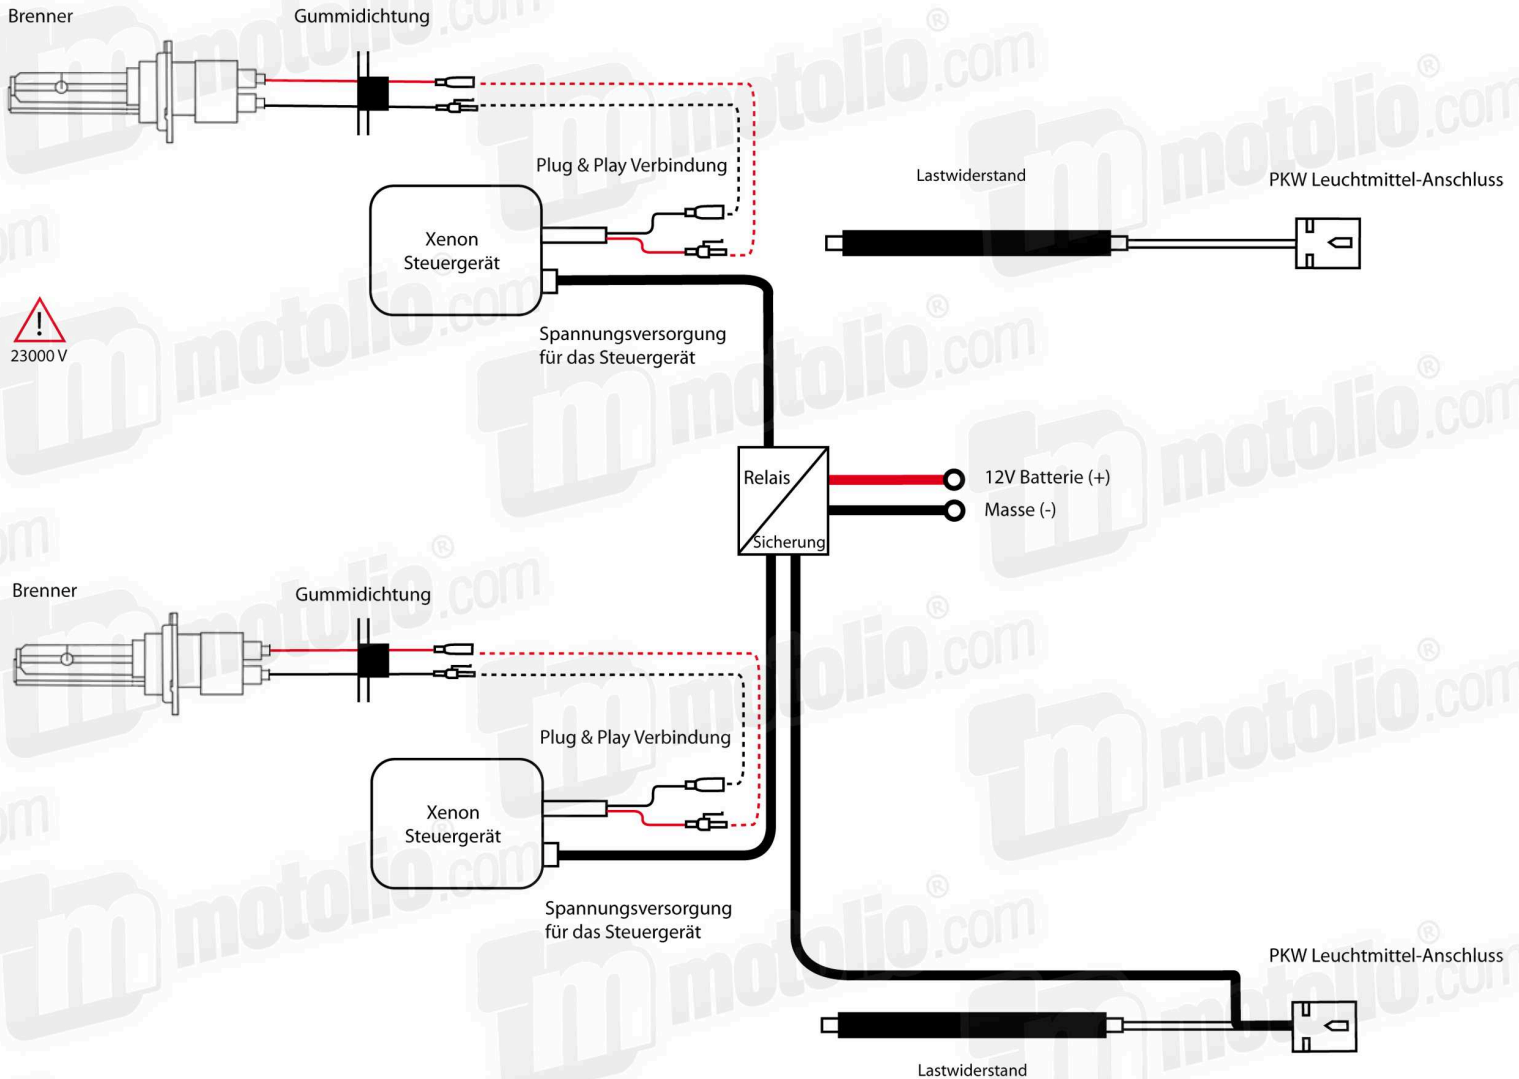 Brenner
Gummidichtung
Plug & Play Verbindung
Xenon
Steuergerät
Lastwiderstand
PKW Leuchtmittel-Anschluss
!
23000 V
Spannungsversorgung
für das Steuergerät
Relais
Sicherung
12V Batterie (+)
Masse (-)
Brenner
Gummidichtung
Plug & Play Verbindung
Xenon
Steuergerät
Spannungsversorgung
für das Steuergerät
PKW Leuchtmittel-Anschluss
Lastwiderstand
motolio.com